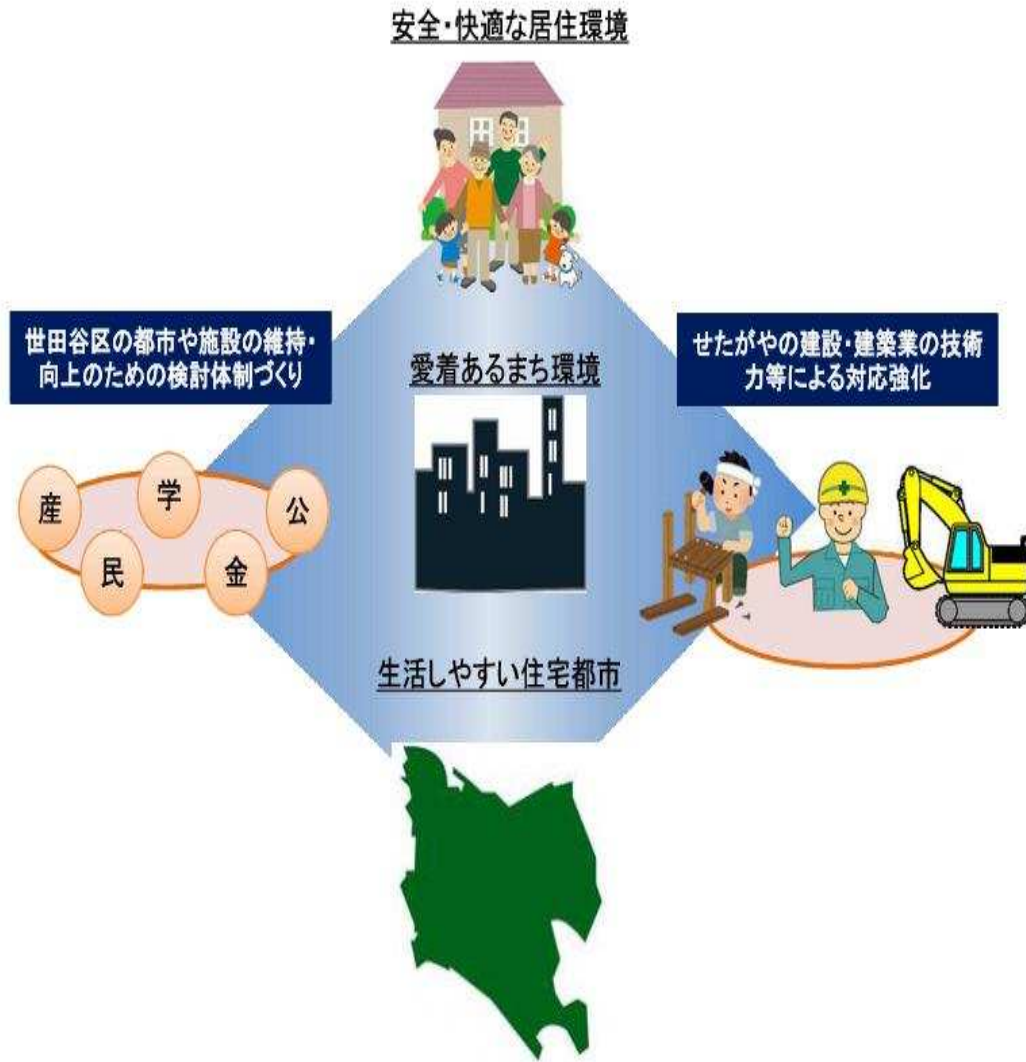 安全・快適な居住環境
世田谷区の都市や施設の維持・
向上のための検討体制づくり
愛着あるまち環境
せたがやの建設・建築業の技術
力等による対応強化
産
学
公
民
金
生活しやすい住宅都市